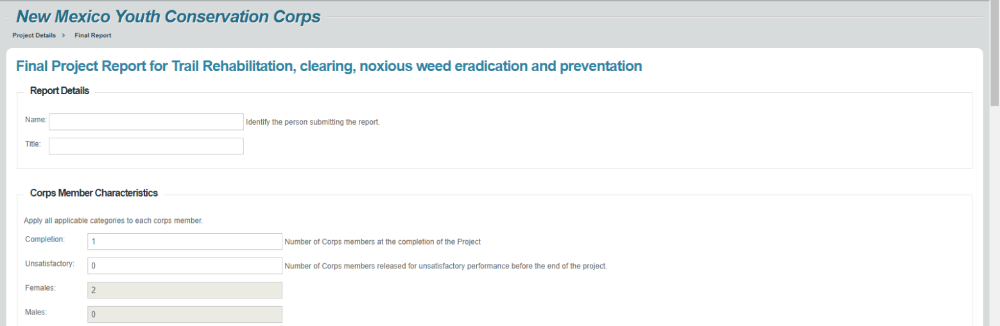 New Mexico Youth Conservation Corps
Project Details > Final Report
Final Project Report for Trail Rehabilitation, clearing, noxious weed eradication and preventation
Report Details
Name: Identify the person submitting the report.
Title:
Corps Member Characteristics
Apply all applicable categories to each corps member.
Completion: 1 Number of Corps members at the completion of the Project
Unsatisfactory: 0 Number of Corps members released for unsatisfactory performance before the end of the project.
Females: 2
Males: 0